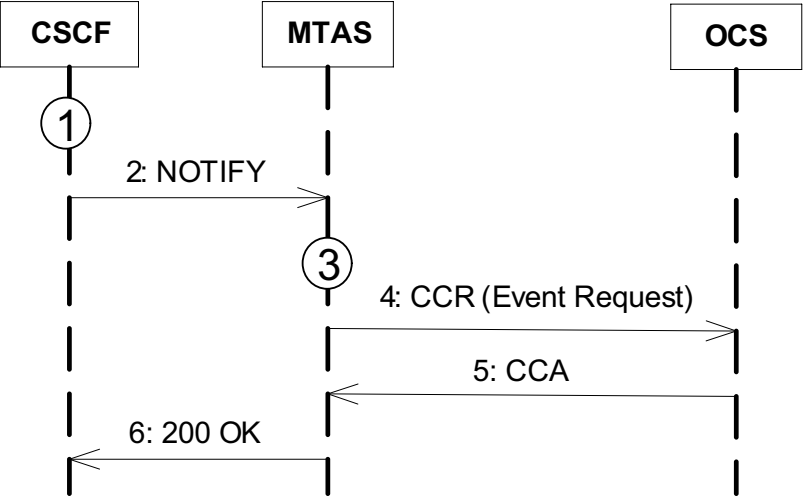 CSCF
MTAS
OCS
1
2: NOTIFY
3
4: CCR (Event Request)
5: CCA
6: 200 OK